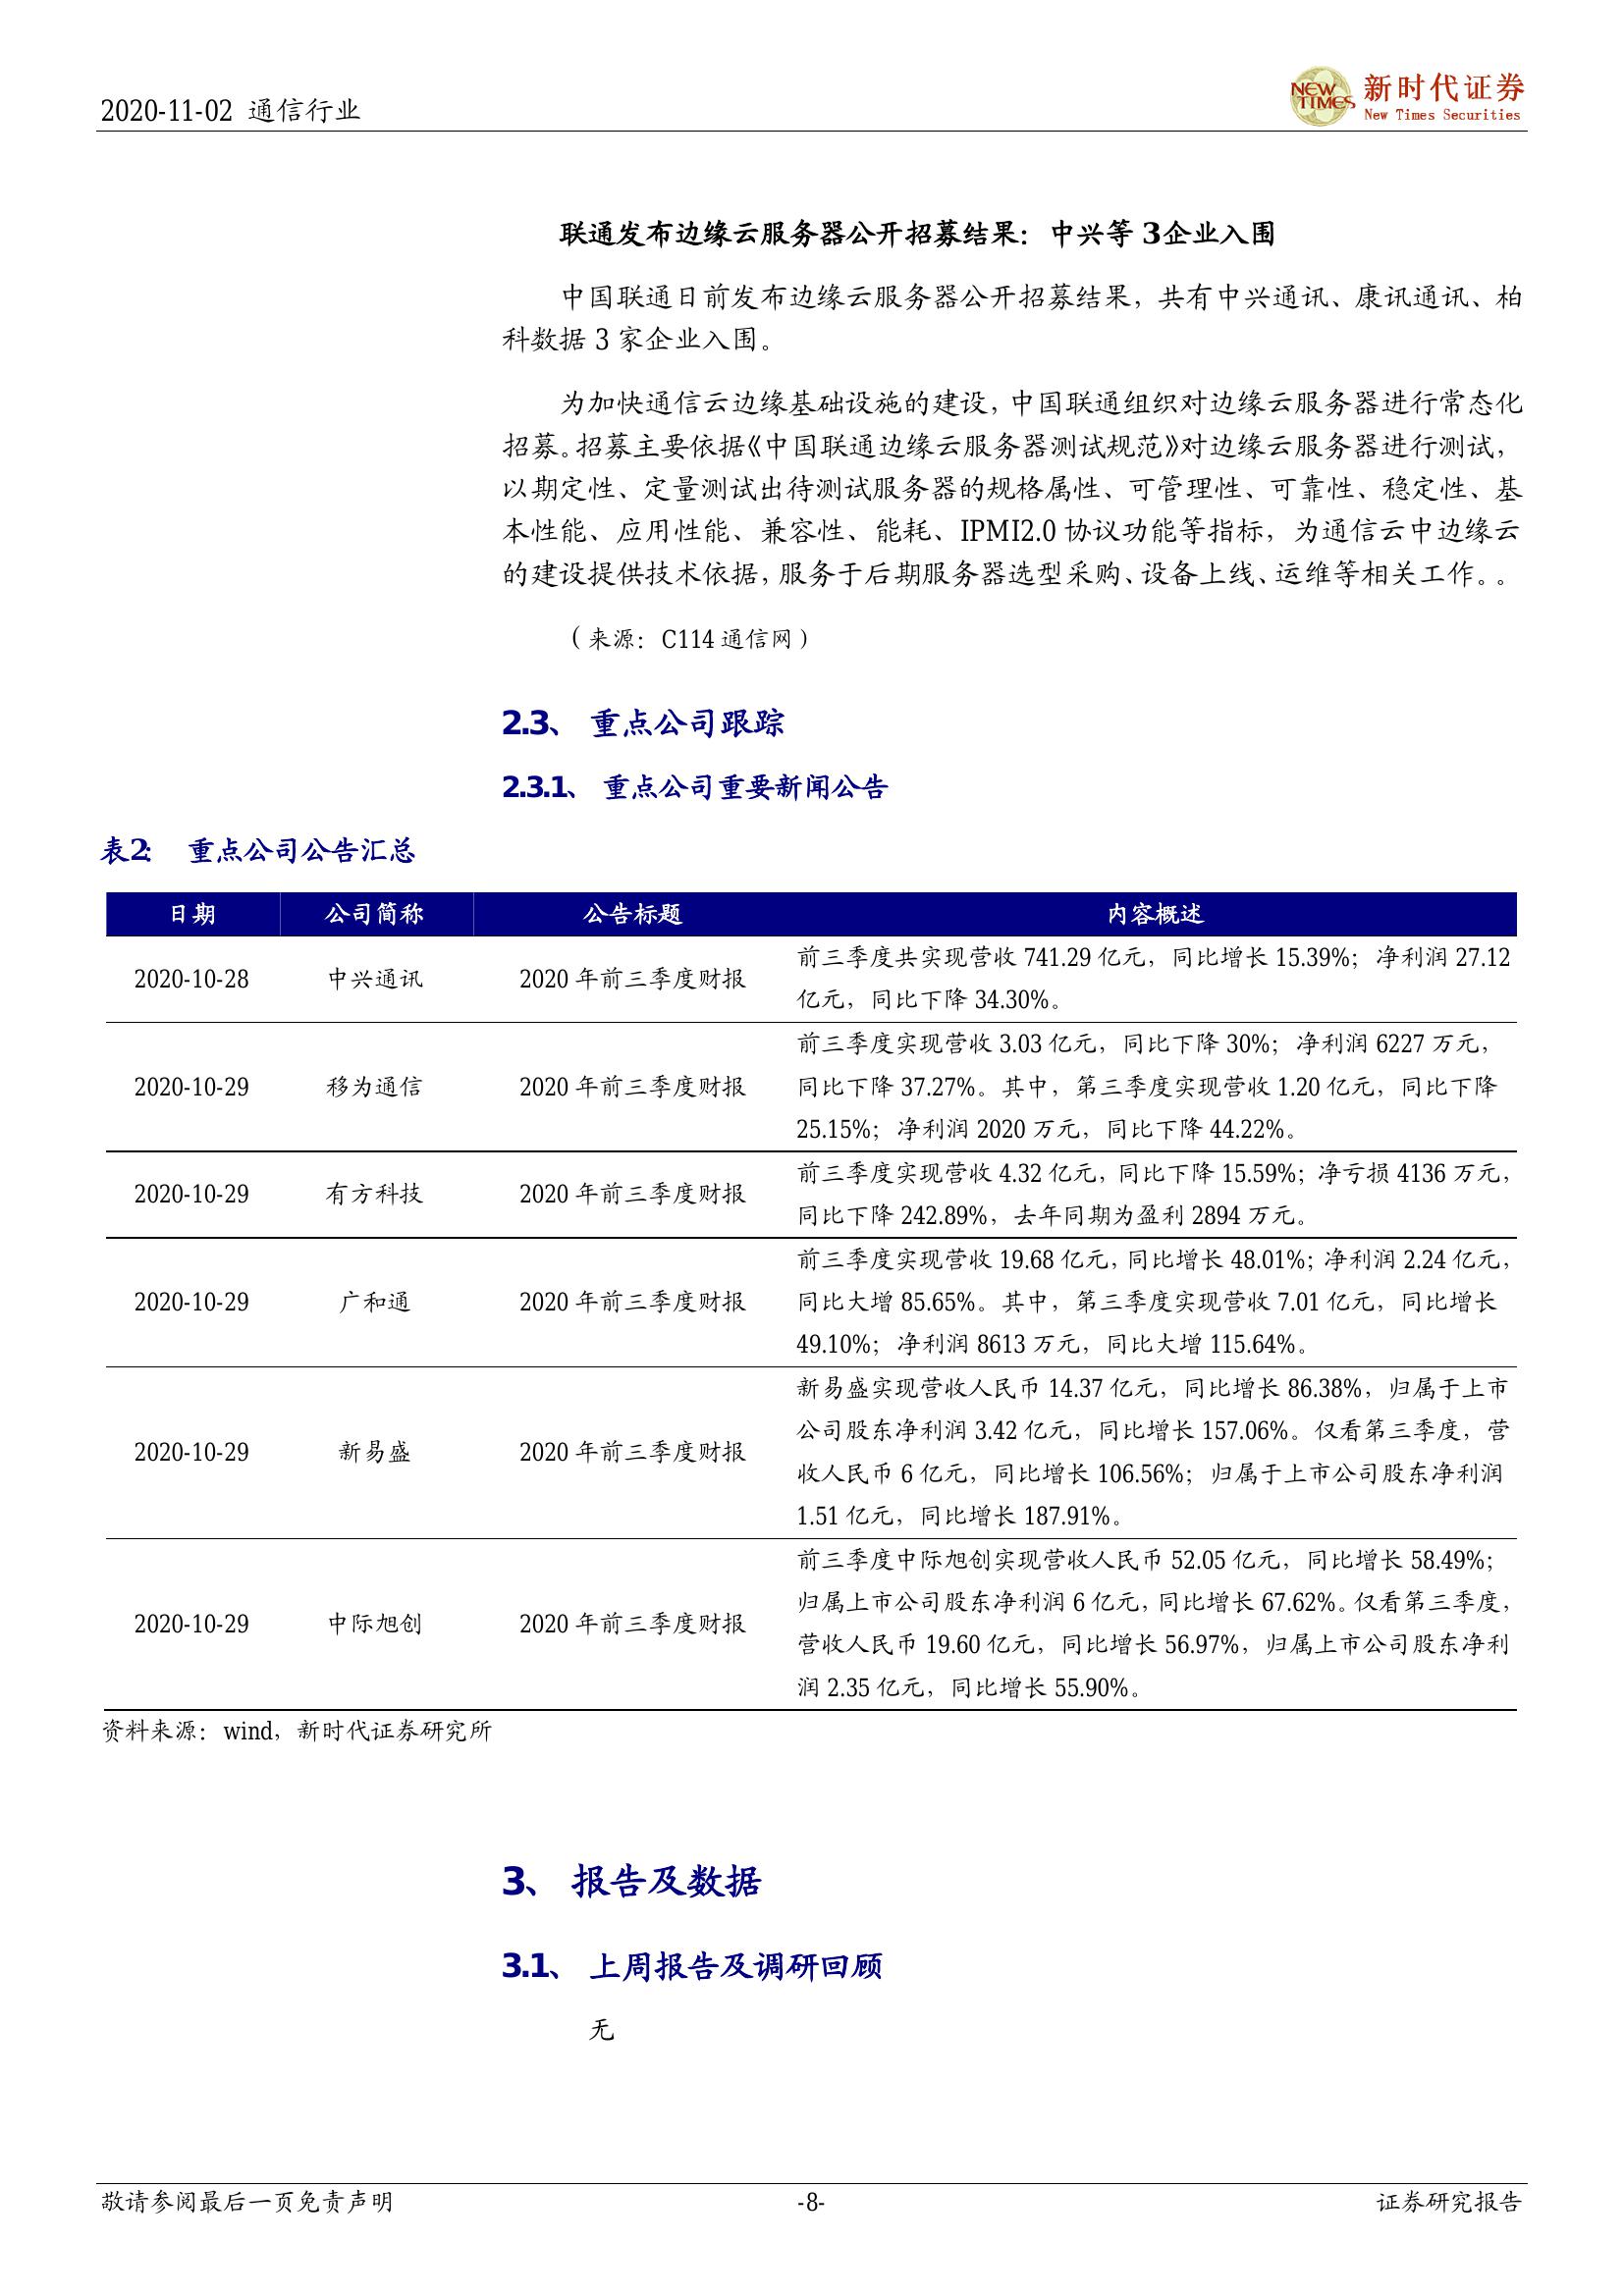 2020-11-02 通信行业
NEW TIMES
新时代证券
New Times Securities
联通发布边缘云服务器公开招募结果：中兴等 3企业入围
中国联通日前发布边缘云服务器公开招募结果，共有中兴通讯、康讯通讯、柏
科数据 3 家企业入围。
为加快通信云边缘基础设施的建设，中国联通组织对边缘云服务器进行常态化
招募。招募主要依据《中国联通边缘云服务器测试规范》对边缘云服务器进行测试，
以期定性、定量测试出待测试服务器的规格属性、可管理性、可靠性、稳定性、基
本性能、应用性能、兼容性、能耗、IPMI2.0 协议功能等指标，为通信云中边缘云
的建设提供技术依据，服务于后期服务器选型采购、设备上线、运维等相关工作。。
（来源：C114 通信网）
2.3、 重点公司跟踪
2.3.1、 重点公司重要新闻公告
表2： 重点公司公告汇总
日期 公司简称 公告标题 内容概述
2020-10-28 中兴通讯 2020 年前三季度财报
前三季度共实现营收 741.29 亿元，同比增长 15.39%；净利润 27.12
亿元，同比下降 34.30%。
2020-10-29 移为通信 2020 年前三季度财报
前三季度实现营收 3.03 亿元，同比下降 30%；净利润 6227 万元，
同比下降 37.27%。其中，第三季度实现营收 1.20 亿元，同比下降
25.15%；净利润 2020 万元，同比下降 44.22%。
2020-10-29 有方科技 2020 年前三季度财报
前三季度实现营收 4.32 亿元，同比下降 15.59%；净亏损 4136 万元，
同比下降 242.89%，去年同期为盈利 2894 万元。
2020-10-29 广和通 2020 年前三季度财报
前三季度实现营收 19.68 亿元，同比增长 48.01%；净利润 2.24 亿元，
同比大增 85.65%。其中，第三季度实现营收 7.01 亿元，同比增长
49.10%；净利润 8613 万元，同比大增 115.64%。
2020-10-29 新易盛 2020 年前三季度财报
新易盛实现营收人民币 14.37 亿元，同比增长 86.38%，归属于上市
公司股东净利润 3.42 亿元，同比增长 157.06%。仅看第三季度，营
收人民币 6 亿元，同比增长 106.56%；归属于上市公司股东净利润
1.51 亿元，同比增长 187.91%。
2020-10-29 中际旭创 2020 年前三季度财报
前三季度中际旭创实现营收人民币 52.05 亿元，同比增长 58.49%；
归属上市公司股东净利润 6 亿元，同比增长 67.62%。仅看第三季度，
营收人民币 19.60 亿元，同比增长 56.97%，归属上市公司股东净利
润 2.35 亿元，同比增长 55.90%。
资料来源：wind，新时代证券研究所
3、 报告及数据
3.1、 上周报告及调研回顾
无
敬请参阅最后一页免责声明 -8- 证券研究报告